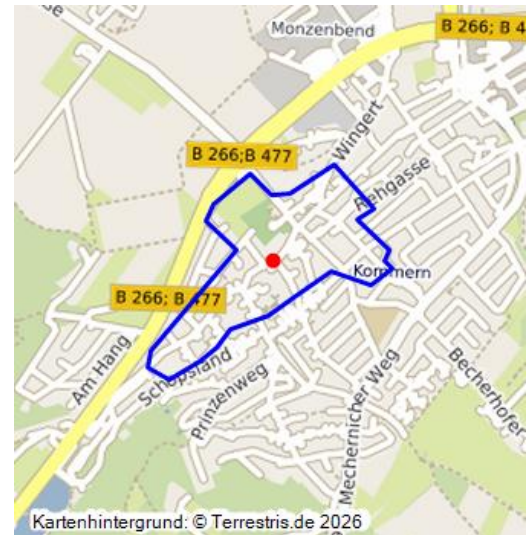 Monzenbend
B 266; B 4
B 266;B 477
Wingert
Rehgasse
Kommern
B 266; B 477
Am Hang
Schopsland
Prinzenweg
Mechernicher Weg
Becherhofer
Kartenhintergrund: © Terrestris.de 2026